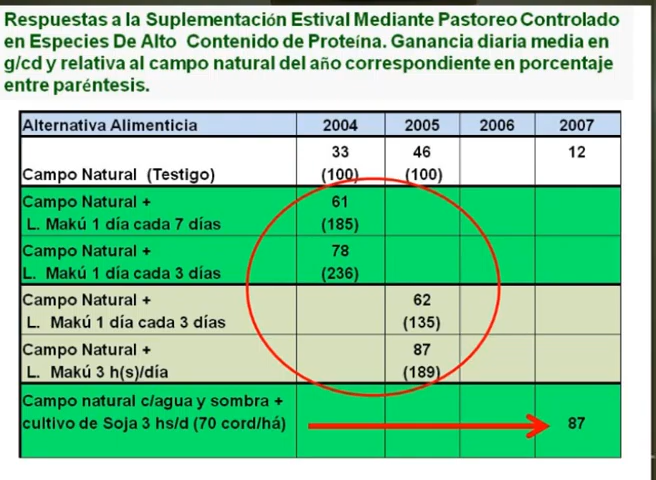 Respuestas a la Suplementación Estival Mediante Pastoreo Controlado
en Especies De Alto Contenido de Proteína. Ganancia diaria media en
g/cd y relativa al campo natural del año correspondiente en porcentaje
entre paréntesis.
Alternativa Alimenticia 2004 2005 2006 2007
33 46 12
Campo Natural (Testigo) (100) (100)
Campo Natural + 61
L. Makú 1 día cada 7 días (185)
Campo Natural + 78
L. Makú 1 día cada 3 días (236)
Campo Natural + 62
L. Makú 1 día cada 3 días (135)
Campo Natural + 87
L. Makú 3 h(s)/día (189)
Campo natural c/agua y sombra +
cultivo de Soja 3 hs/d (70 cord/há) 87